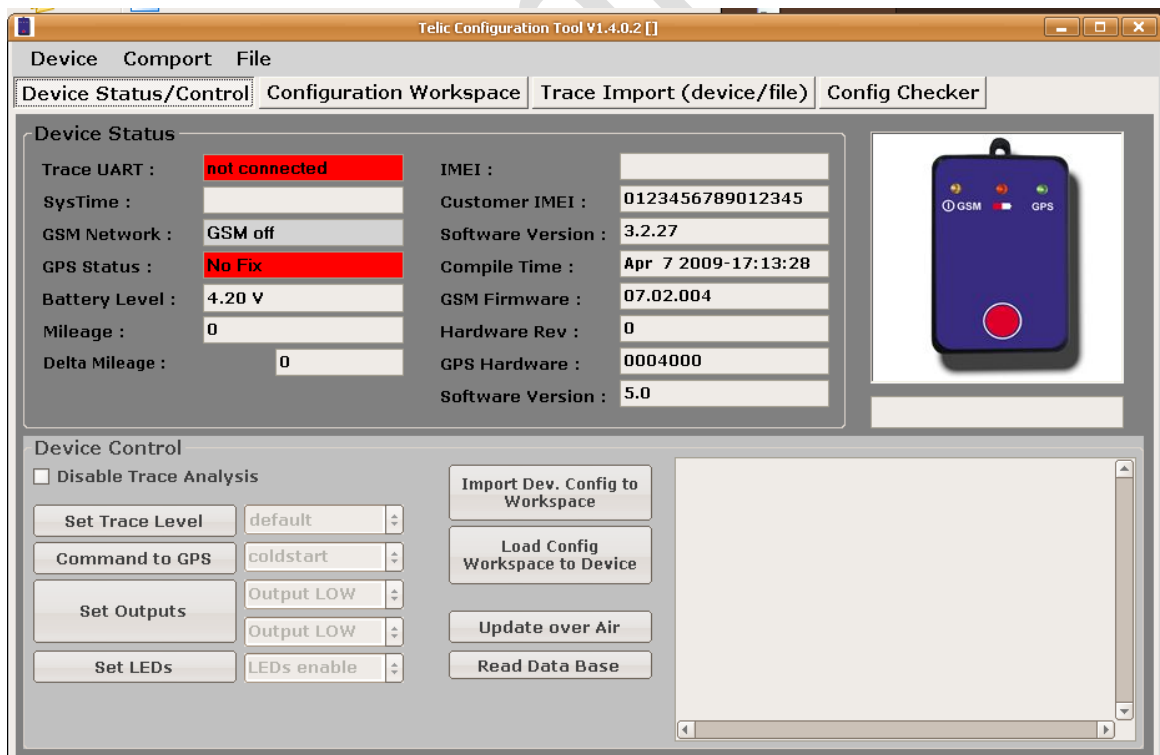 Telic Configuration Tool V1.4.0.2 []
Device Comport File
Device Status/Control Configuration Workspace Trace Import (device/file) Config Checker
Device Status
Trace UART : not connected
SysTime :
GSM Network : GSM off
GPS Status : No Fix
Battery Level : 4.20 V
Mileage : 0
Delta Mileage : 0
IMEI :
Customer IMEI : 0123456789012345
Software Version : 3.2.27
Compile Time : Apr 7 2009-17:13:28
GSM Firmware : 07.02.004
Hardware Rev : 0
GPS Hardware : 0004000
Software Version : 5.0
GSM GPS
Device Control
Disable Trace Analysis
Set Trace Level default
Command to GPS coldstart
Set Outputs Output LOW
Output LOW
Set LEDs LEDs enable
Import Dev. Config to
Workspace
Load Config
Workspace to Device
Update over Air
Read Data Base